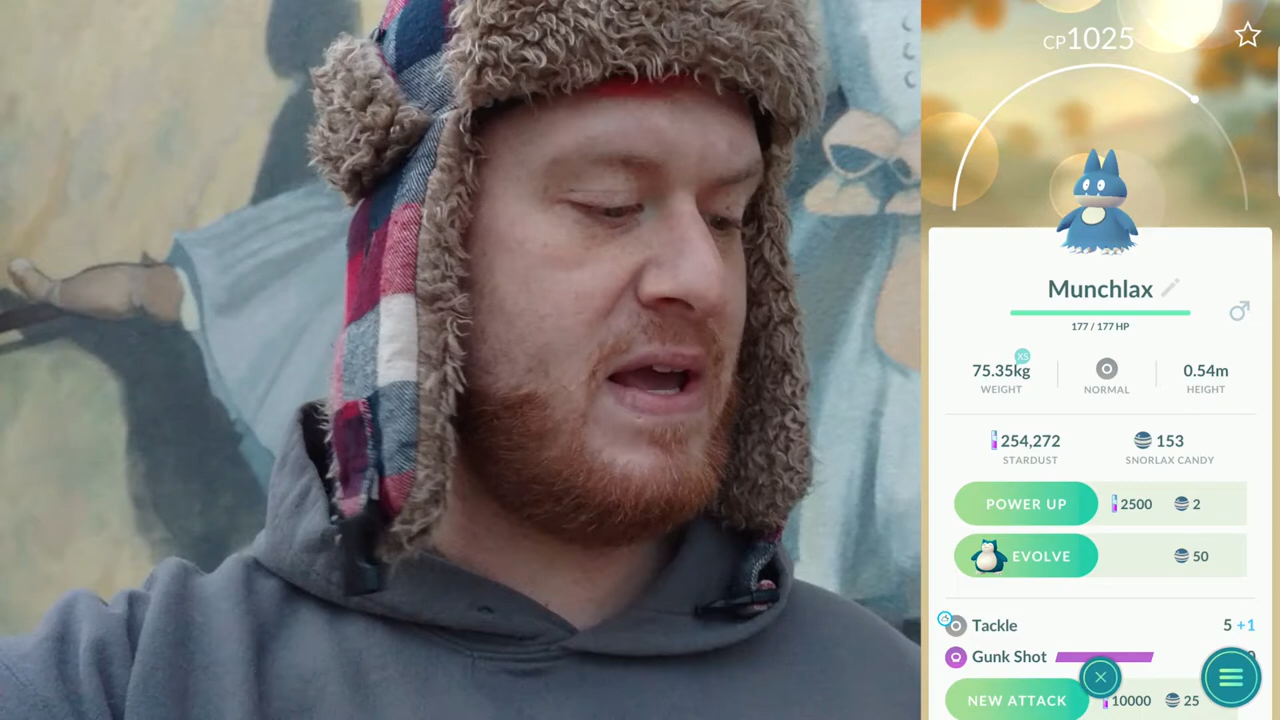 CP1025
Munchlax
177 / 177 HP
XS
75.35kg
WEIGHT
NORMAL
0.54m
HEIGHT
254,272
STARDUST
153
SNORLAX CANDY
POWER UP 2500 2
EVOLVE 50
Tackle 5 +1
Gunk Shot
NEW ATTACK 10000 25